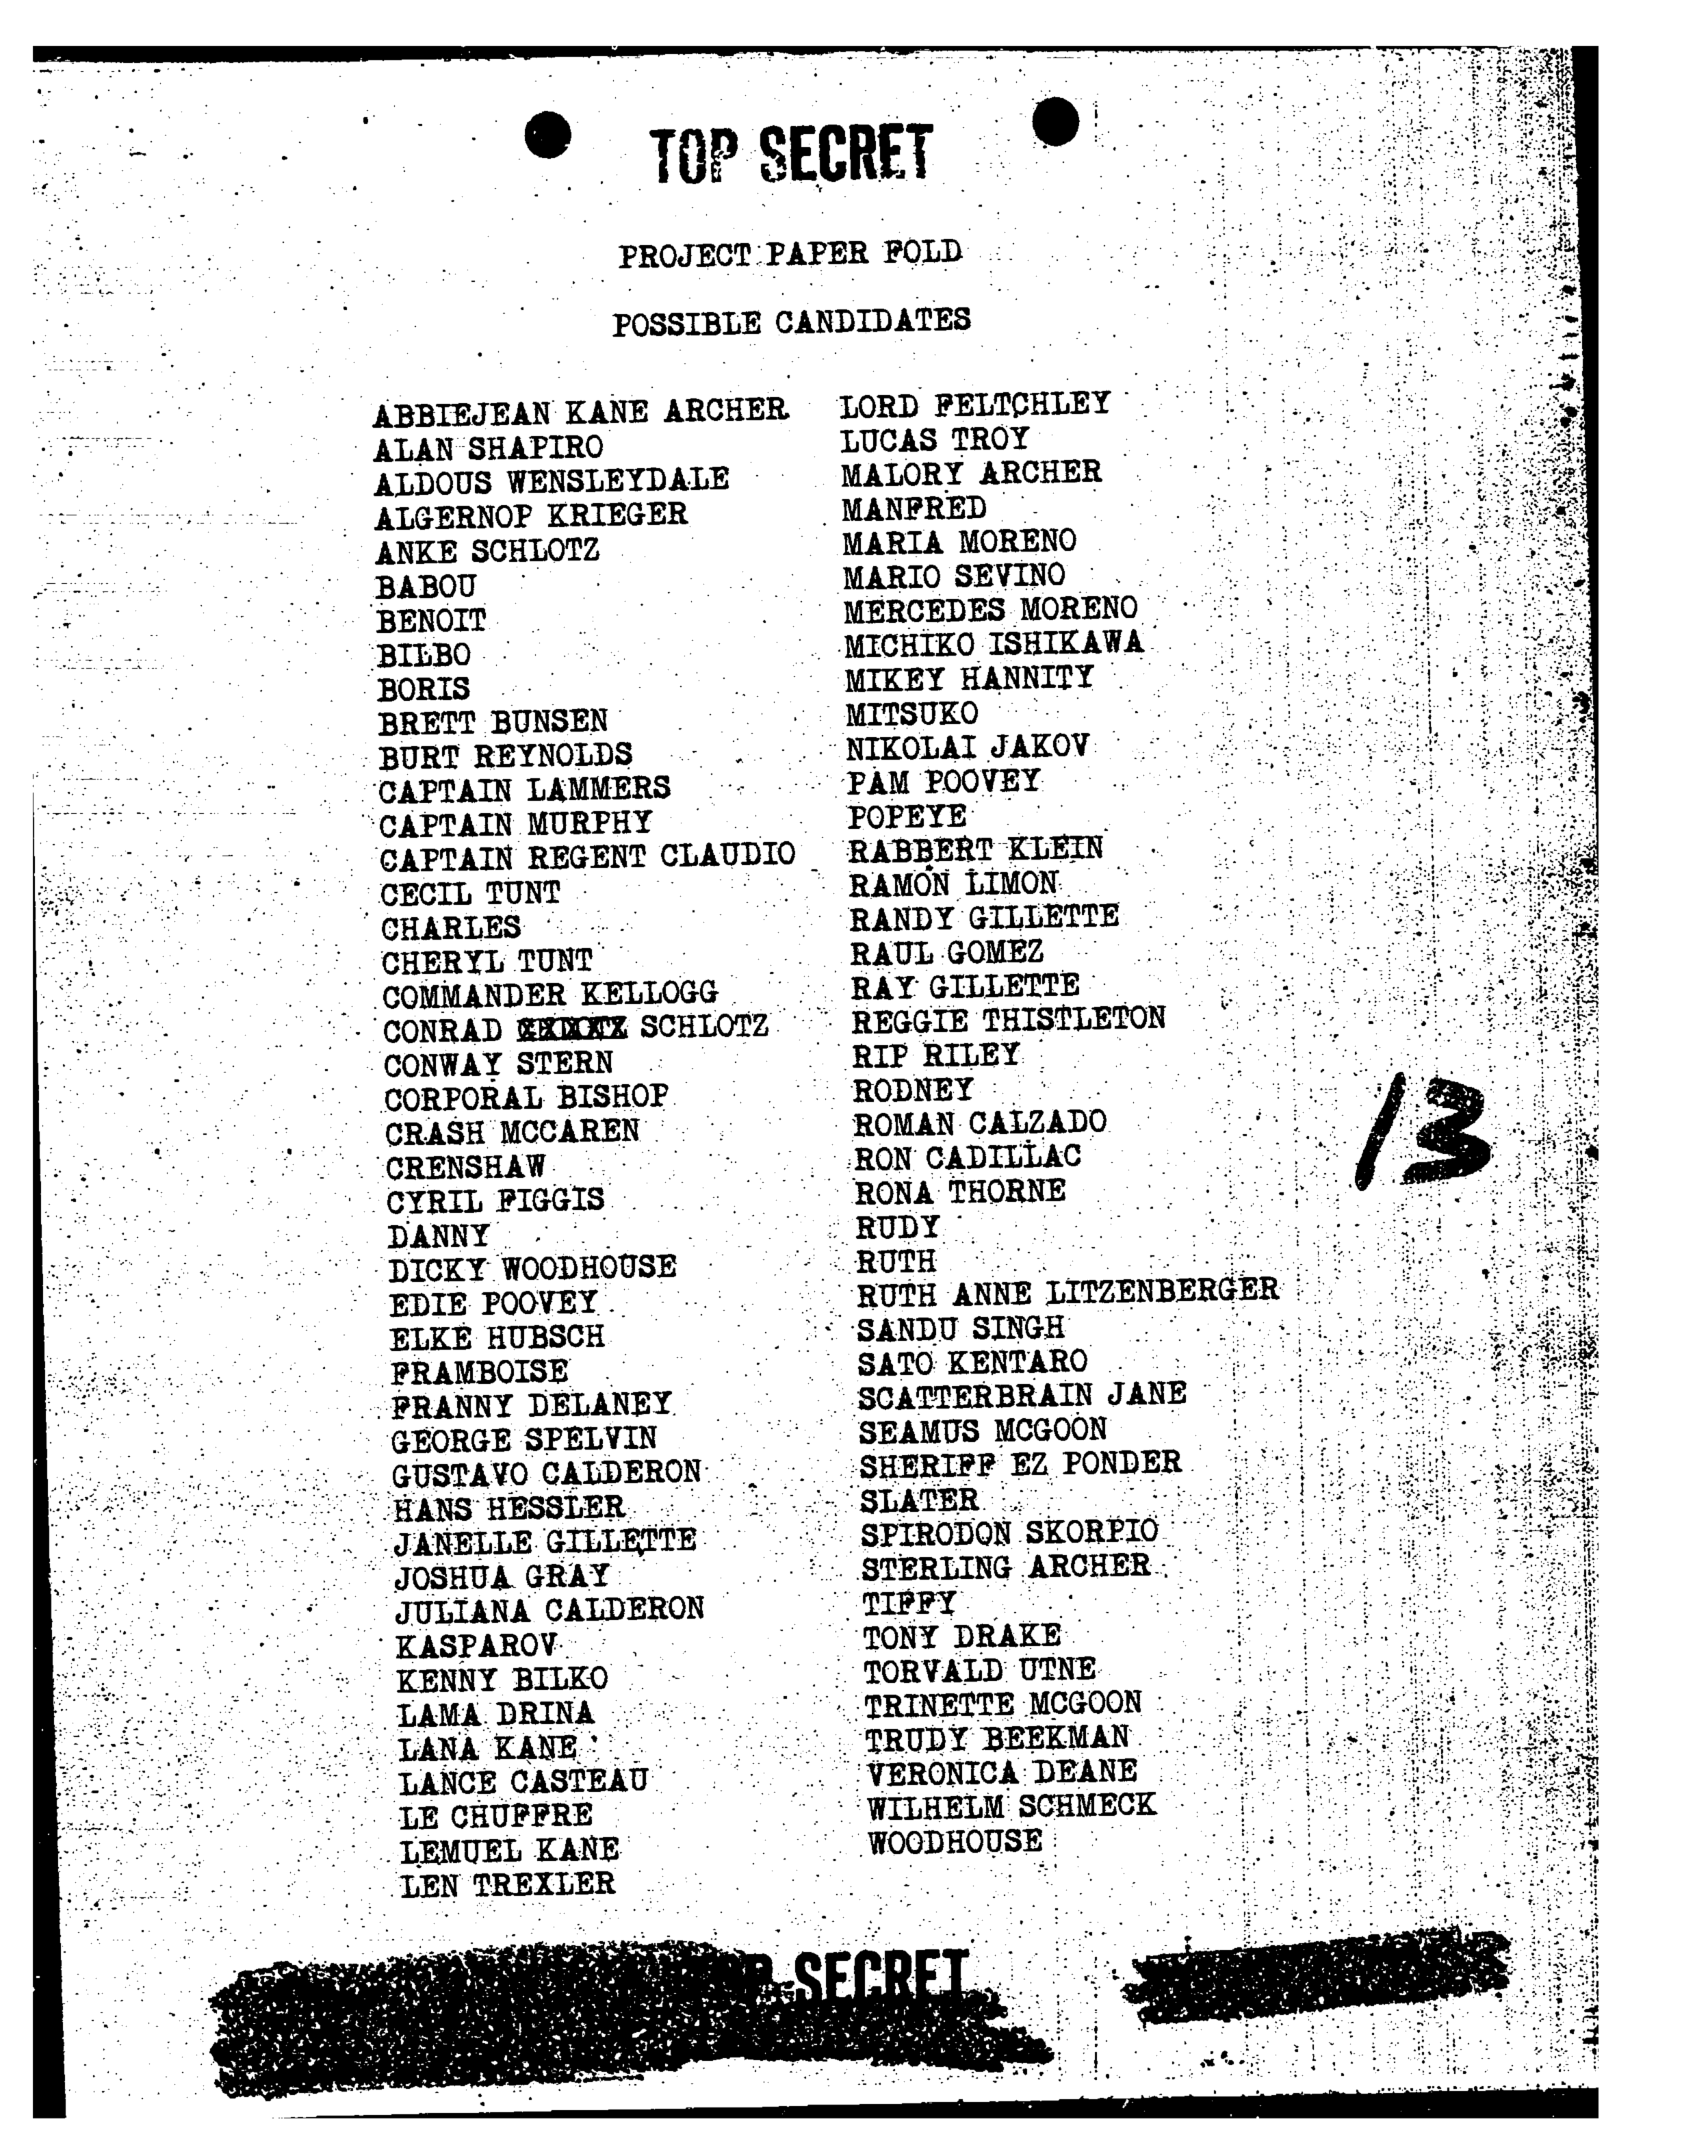 TOP SECRET
PROJECT PAPER FOLD
POSSIBLE CANDIDATES
ABBIEJEAN KANE ARCHER
ALAN SHAPIRO
ALDOUS WENSLEYDALE
ALGERNOP KRIEGER
ANKE SCHLOTZ
BABOU
BENOIT
BILBO
BORIS
BRETT BUNSEN
BURT REYNOLDS
CAPTAIN LAMMERS
CAPTAIN MURPHY
CAPTAIN REGENT CLAUDIO
CECIL TUNT
CHARLES
CHERYL TUNT
COMMANDER KELLOGG
CONRAD SCHLOTZ
CONWAY STERN
CORPORAL BISHOP
CRASH MCCAREN
CRENSHAW
CYRIL FIGGIS
DANNY
DICKY WOODHOUSE
EDIE POOVEY
ELKE HUBSCH
FRAMBOISE
FRANNY DELANEY
GEORGE SPELVIN
GUSTAVO CALDERON
HANS HESSLER
JANELLE GILLETTE
JOSHUA GRAY
JULIANA CALDERON
KASPAROV
KENNY BILKO
LAMA DRINA
LANA KANE
LANCE CASTEAU
LE CHUFFRE
LEMUEL KANE
LEN TREXLER
LORD FELTCHLEY
LUCAS TROY
MALORY ARCHER
MANFRED
MARIA MORENO
MARIO SEVINO
MERCEDES MORENO
MICHIKO ISHIKAWA
MIKEY HANNITY
MITSUKO
NIKOLAI JAKOV
PAM POOVEY
POPEYE
RABBERT KLEIN
RAMON LIMON
RANDY GILLETTE
RAUL GOMEZ
RAY GILLETTE
REGGIE THISTLETON
RIP RILEY
RODNEY
ROMAN CALZADO
RON CADILLAC
RONA THORNE
RUDY
RUTH
RUTH ANNE LITZENBERGER
SANDU SINGH
SATO KENTARO
SCATTERBRAIN JANE
SEAMUS MCGOON
SHERIFF EZ PONDER
SLATER
SPIRODON SKORPIO
STERLING ARCHER
TIFFY
TONY DRAKE
TORVALD UTNE
TRINETTE MCGOON
TRUDY BEEKMAN
VERONICA DEANE
WILHELM SCHMECK
WOODHOUSE
13
SECRET